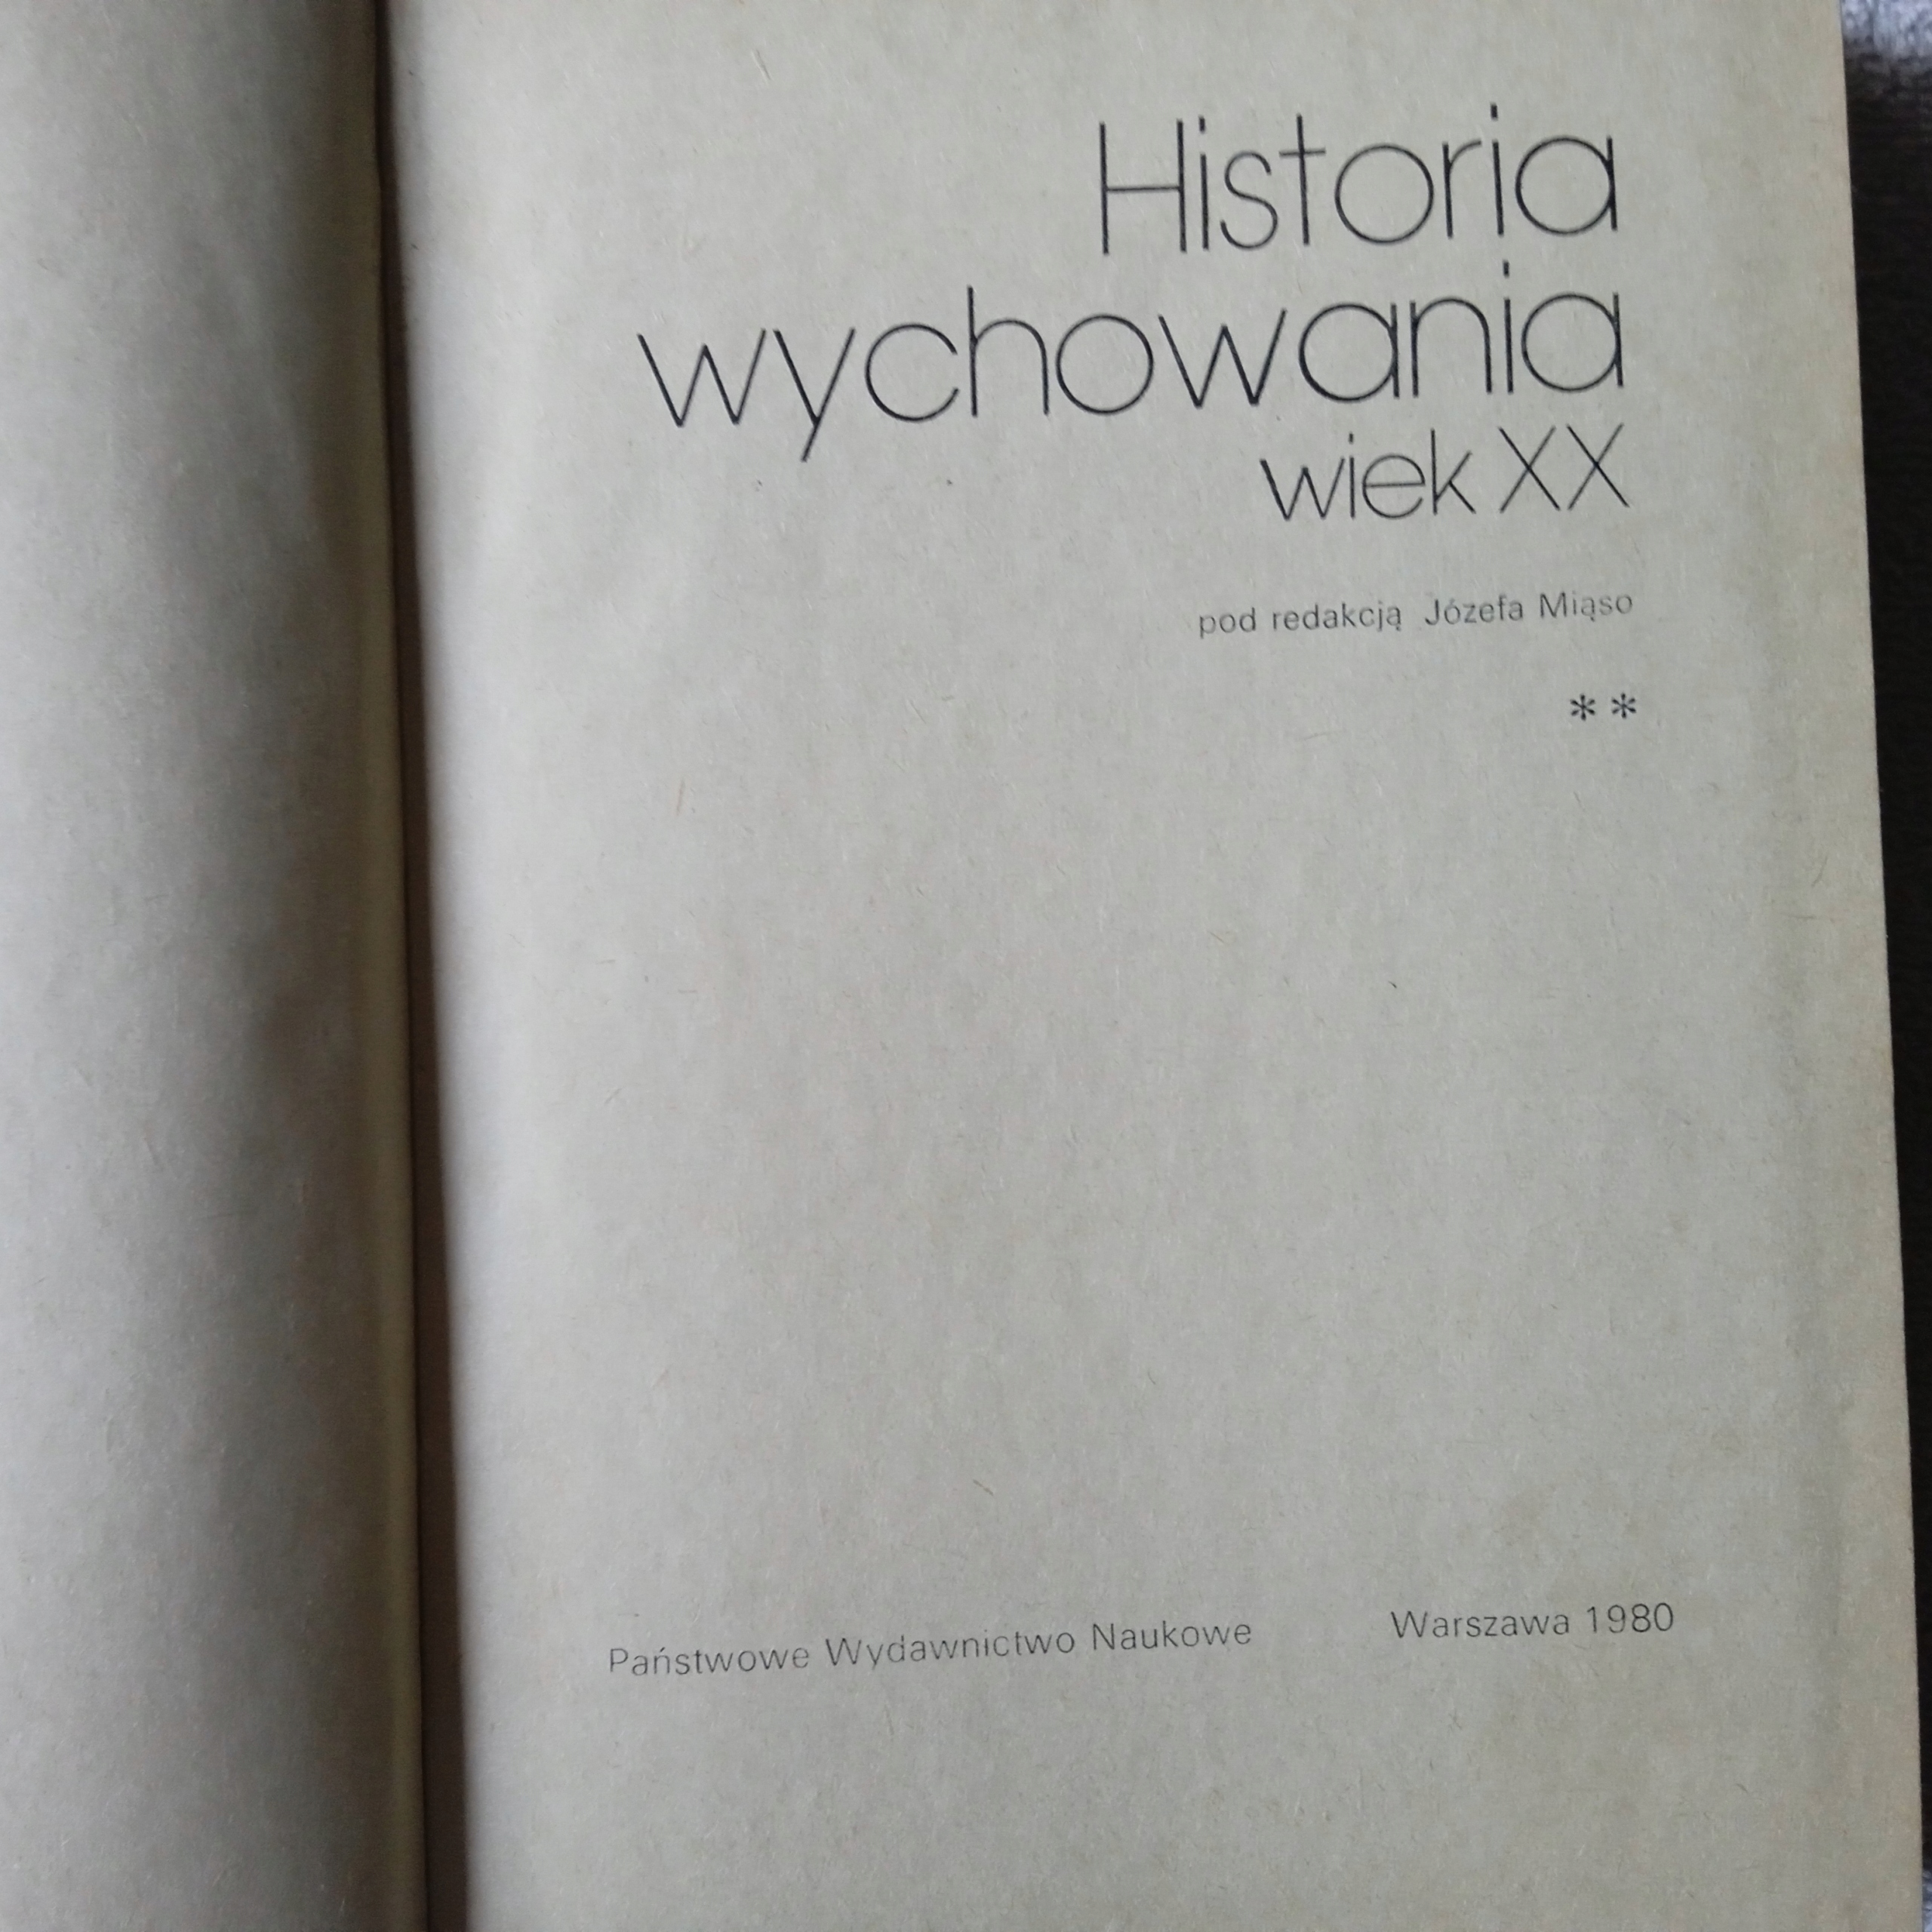 Historia
wychowania
wiek XX
pod redakcją Józefa Miąso
* *
Państwowe Wydawnictwo Naukowe Warszawa 1980